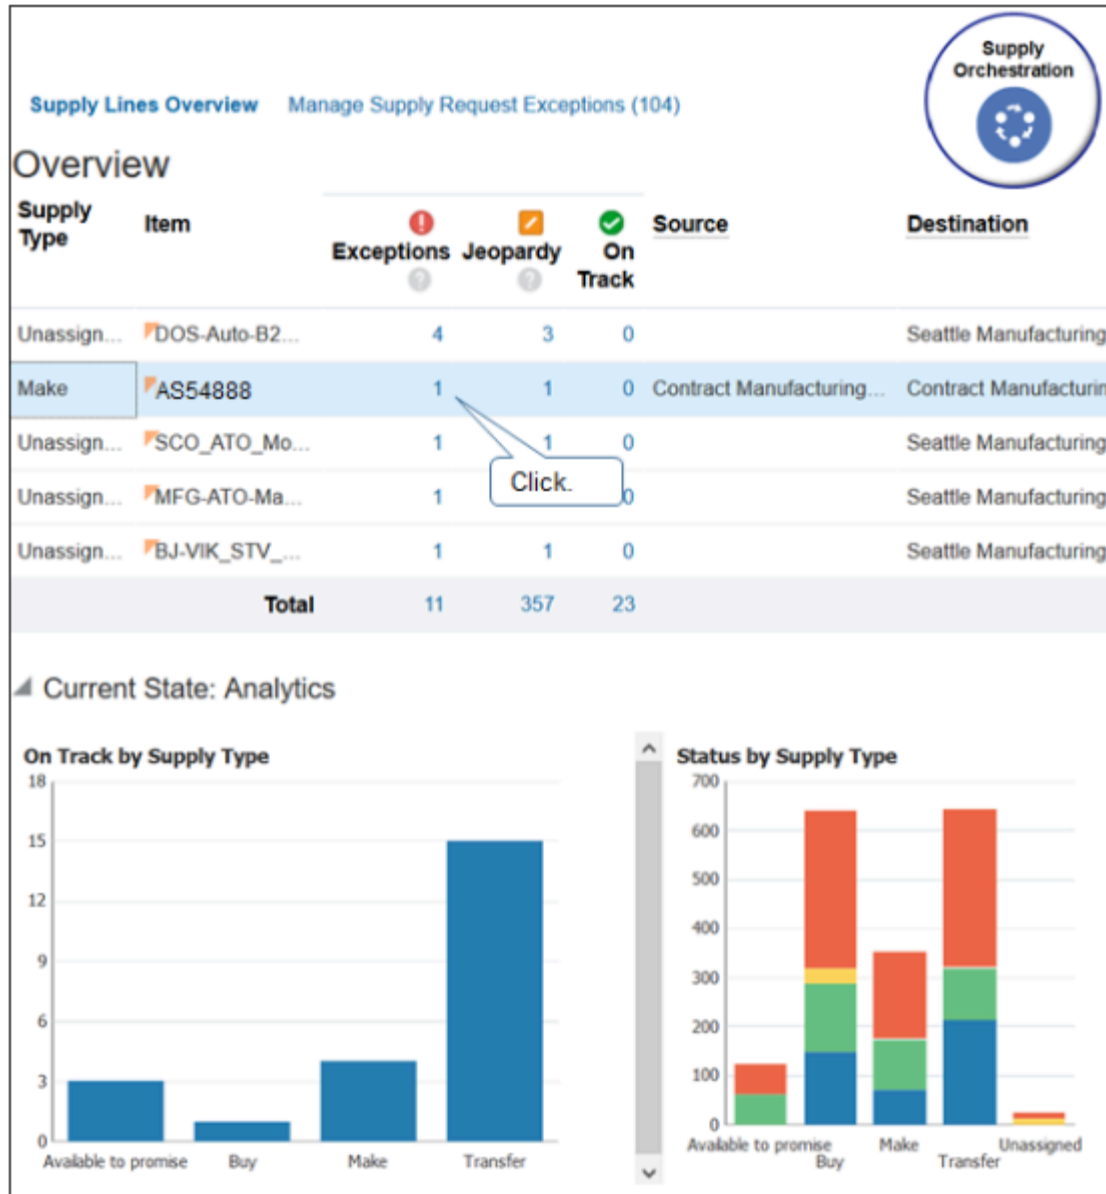 Supply
Orchestration
Supply Lines Overview Manage Supply Request Exceptions (104)
Overview
Supply Type Item Exceptions Jeopardy On Track Source Destination
Unassign... DOS-Auto-B2... 4 3 0 Seattle Manufacturing
Make AS54888 1 1 0 Contract Manufacturing... Contract Manufacturin
Unassign... SCO_ATO_Mo... 1 1 0 Seattle Manufacturing
Click.
Unassign... MFG-ATO-Ma... 1 0 Seattle Manufacturing
Unassign... BJ-VIK_STV_... 1 1 0 Seattle Manufacturing
Total 11 357 23
Current State: Analytics
On Track by Supply Type
18
15
12
9
6
3
0
Available to promise Buy Make Transfer
Status by Supply Type
700
600
500
400
300
200
100
0
Available to promise Buy Make Transfer Unassigned